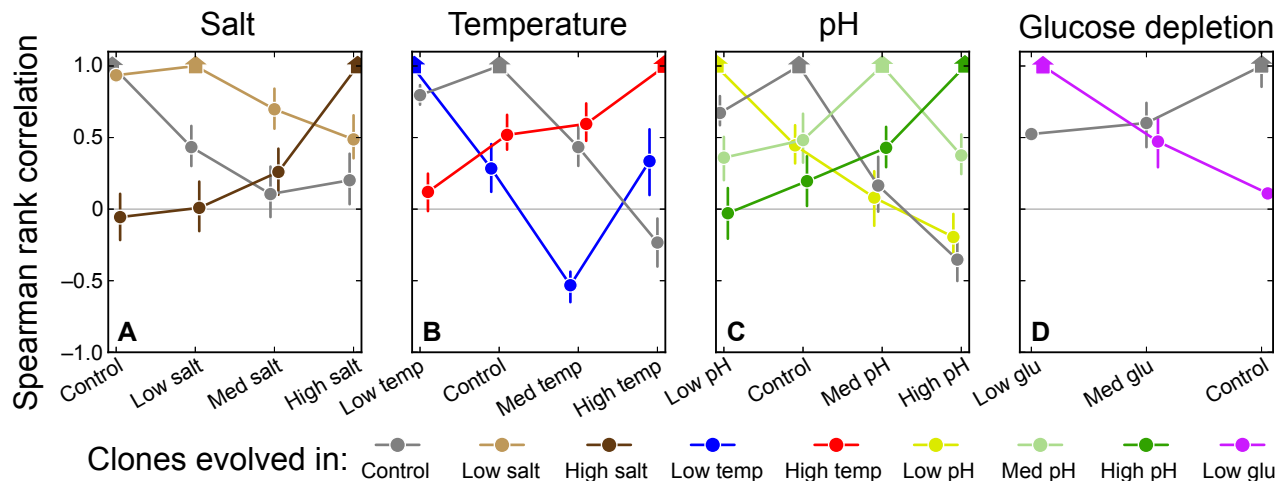 Salt
Temperature
pH
Glucose depletion
Spearman rank correlation
1.0
0.5
0
−0.5
−1.0
A
B
C
D
Control
Low salt
Med salt
High salt
Low temp
Control
Med temp
High temp
Low pH
Control
Med pH
High pH
Low glu
Med glu
Control
Clones evolved in:
Control
Low salt
High salt
Low temp
High temp
Low pH
Med pH
High pH
Low glu